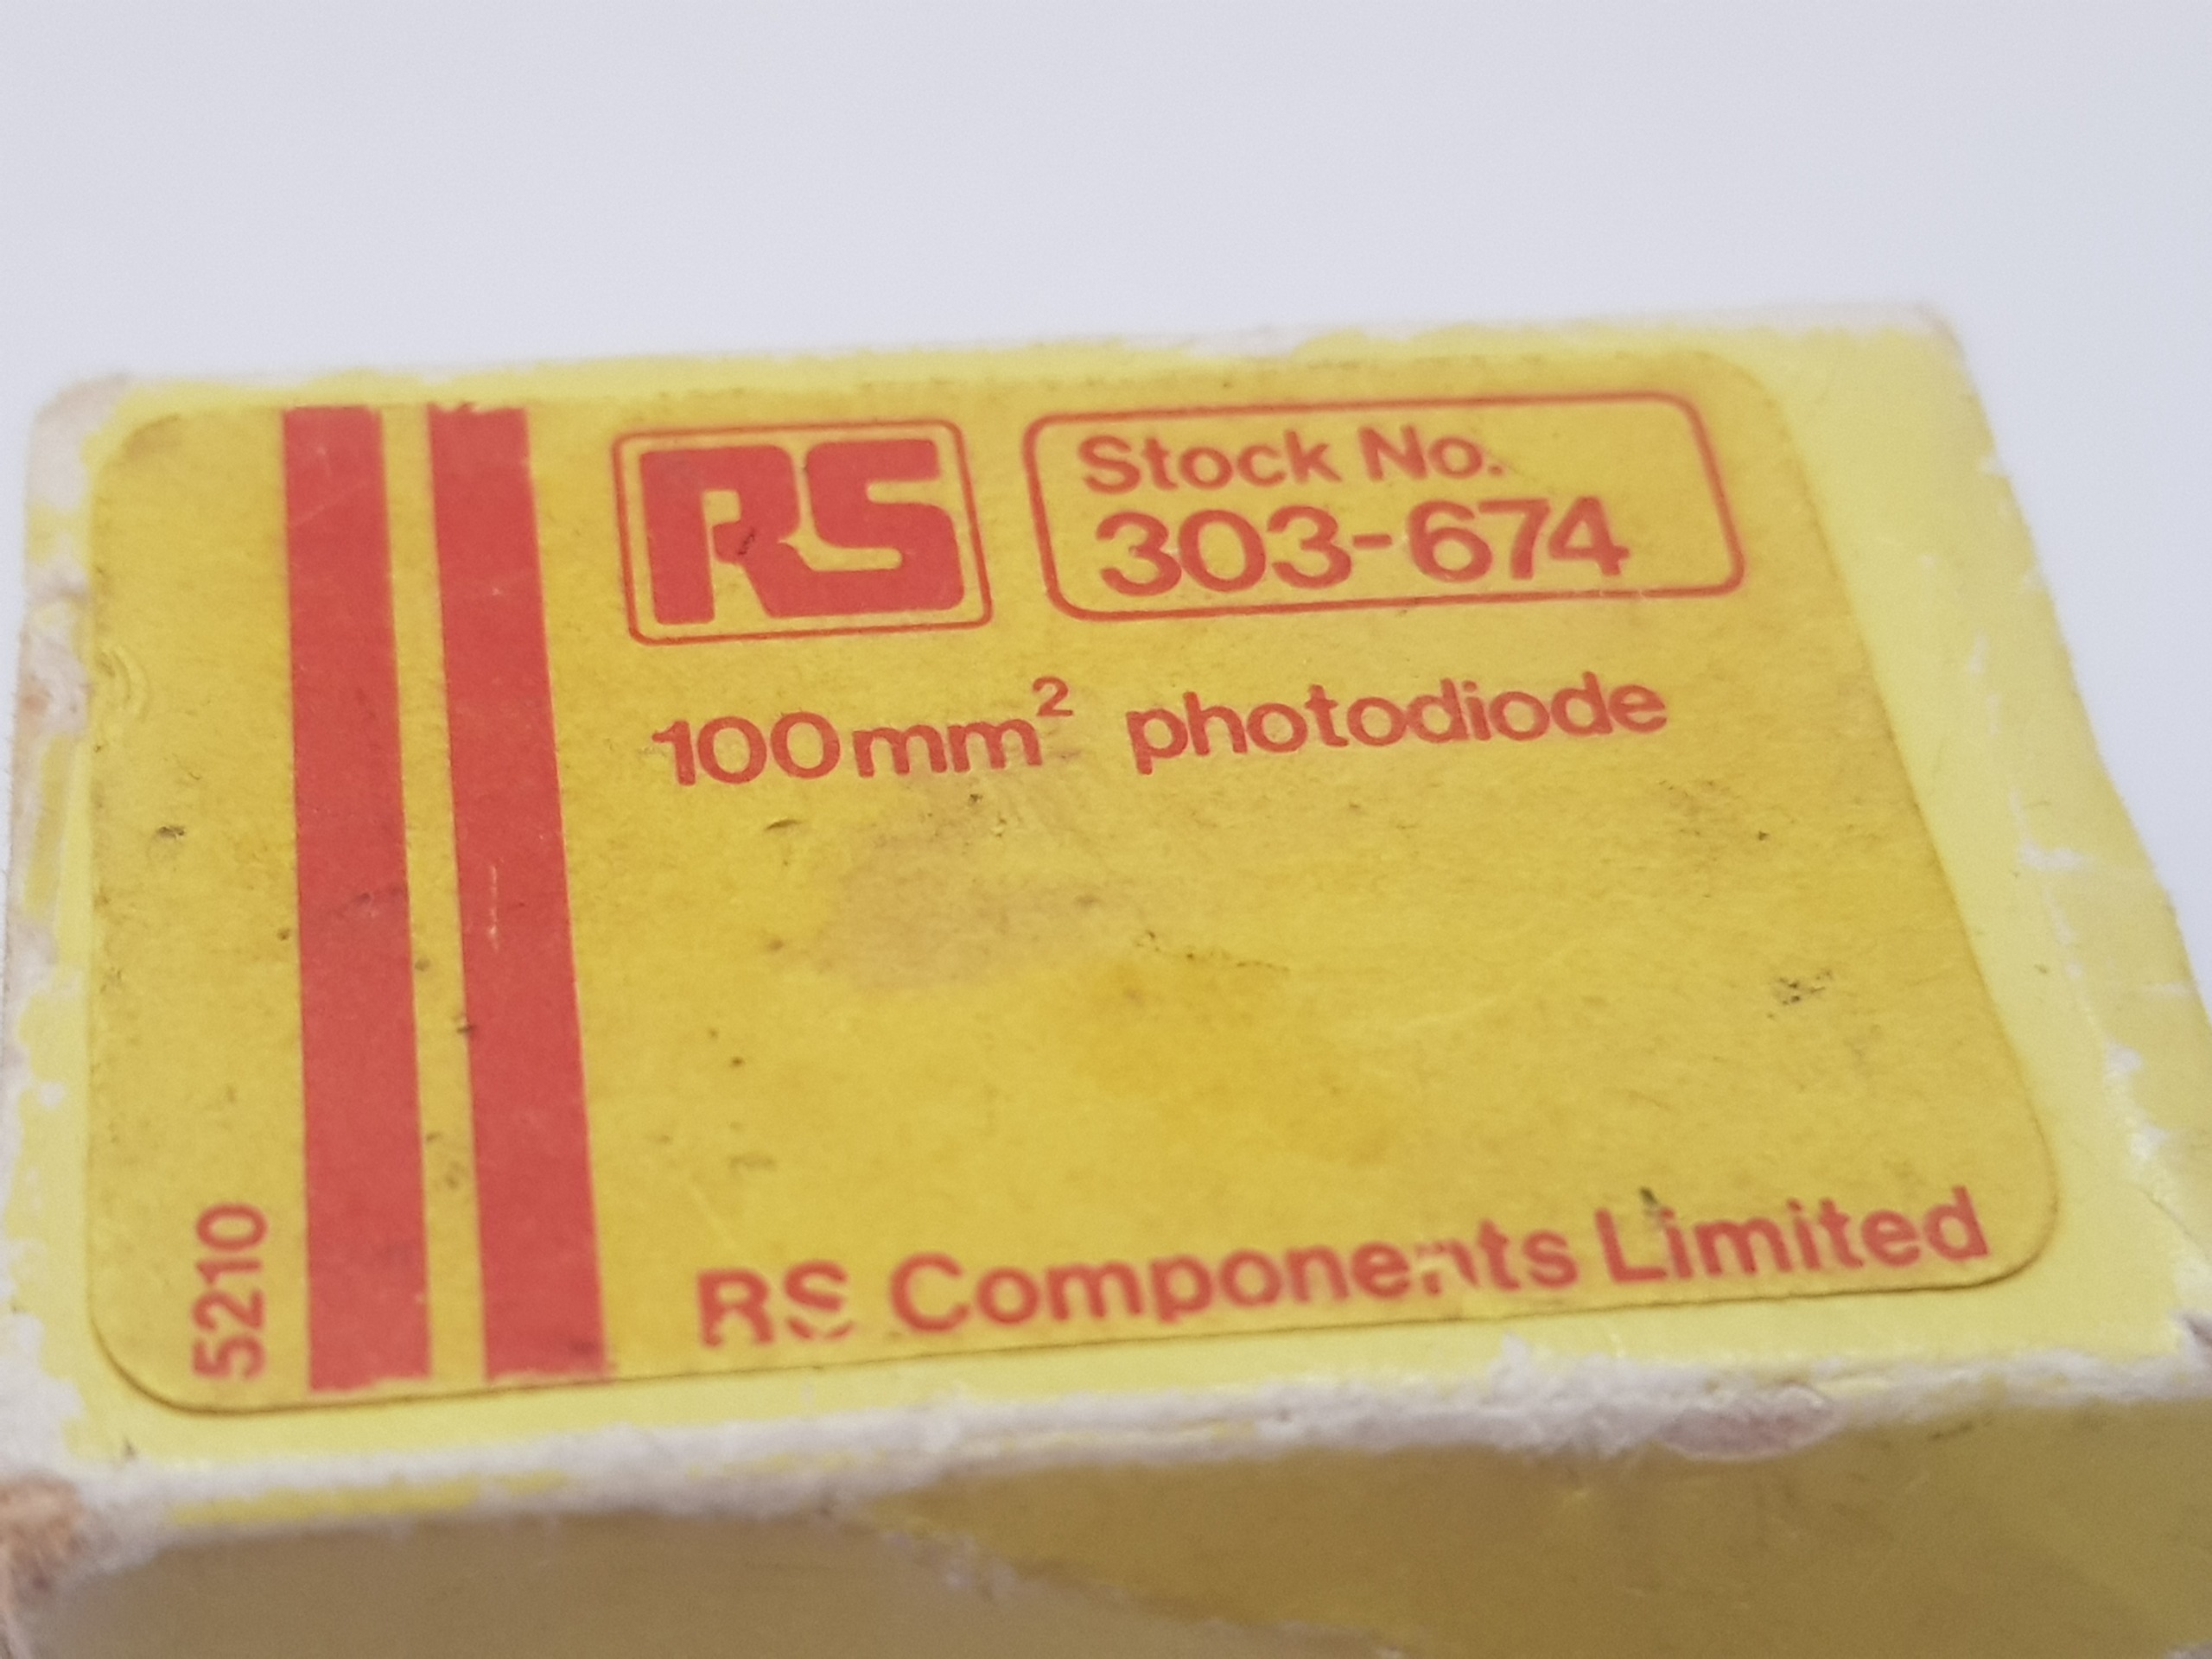 RS
Stock No.
303-674
100mm² photodiode
RS Components Limited
5210